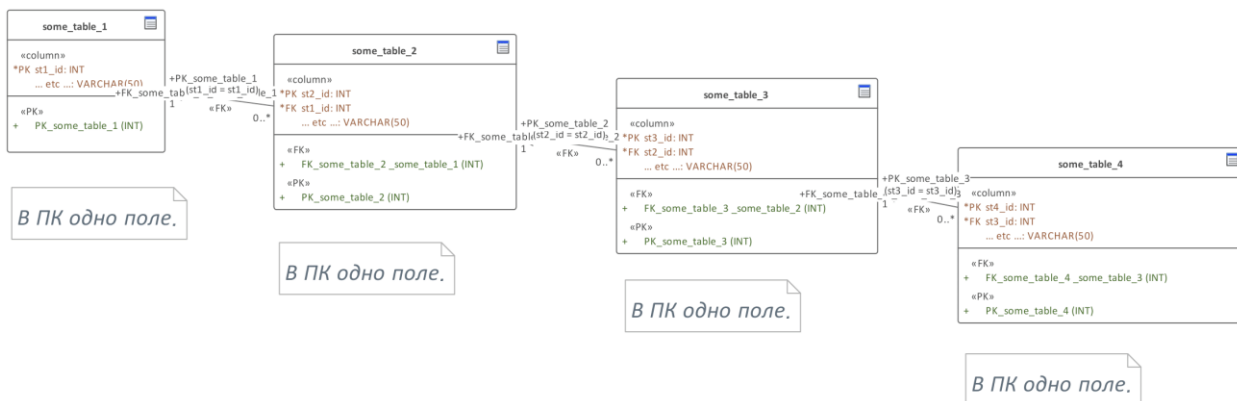 some_table_1
«column»
*PK st1_id: INT
... etc ...: VARCHAR(50)
«PK»
+ PK_some_table_1 (INT)
В ПК одно поле.
+PK_some_table_1
(st1_id = st1_id)
1
«FK»
0..*
some_table_2
«column»
*PK st2_id: INT
*FK st1_id: INT
... etc ...: VARCHAR(50)
«FK»
+ FK_some_table_2 _some_table_1 (INT)
«PK»
+ PK_some_table_2 (INT)
В ПК одно поле.
+PK_some_table_2
(st2_id = st2_id)
1
«FK»
0..*
some_table_3
«column»
*PK st3_id: INT
*FK st2_id: INT
... etc ...: VARCHAR(50)
«FK»
+ FK_some_table_3 _some_table_2 (INT)
«PK»
+ PK_some_table_3 (INT)
В ПК одно поле.
+PK_some_table_3
(st3_id = st3_id)
1
«FK»
0..*
some_table_4
«column»
*PK st4_id: INT
*FK st3_id: INT
... etc ...: VARCHAR(50)
«FK»
+ FK_some_table_4 _some_table_3 (INT)
«PK»
+ PK_some_table_4 (INT)
В ПК одно поле.